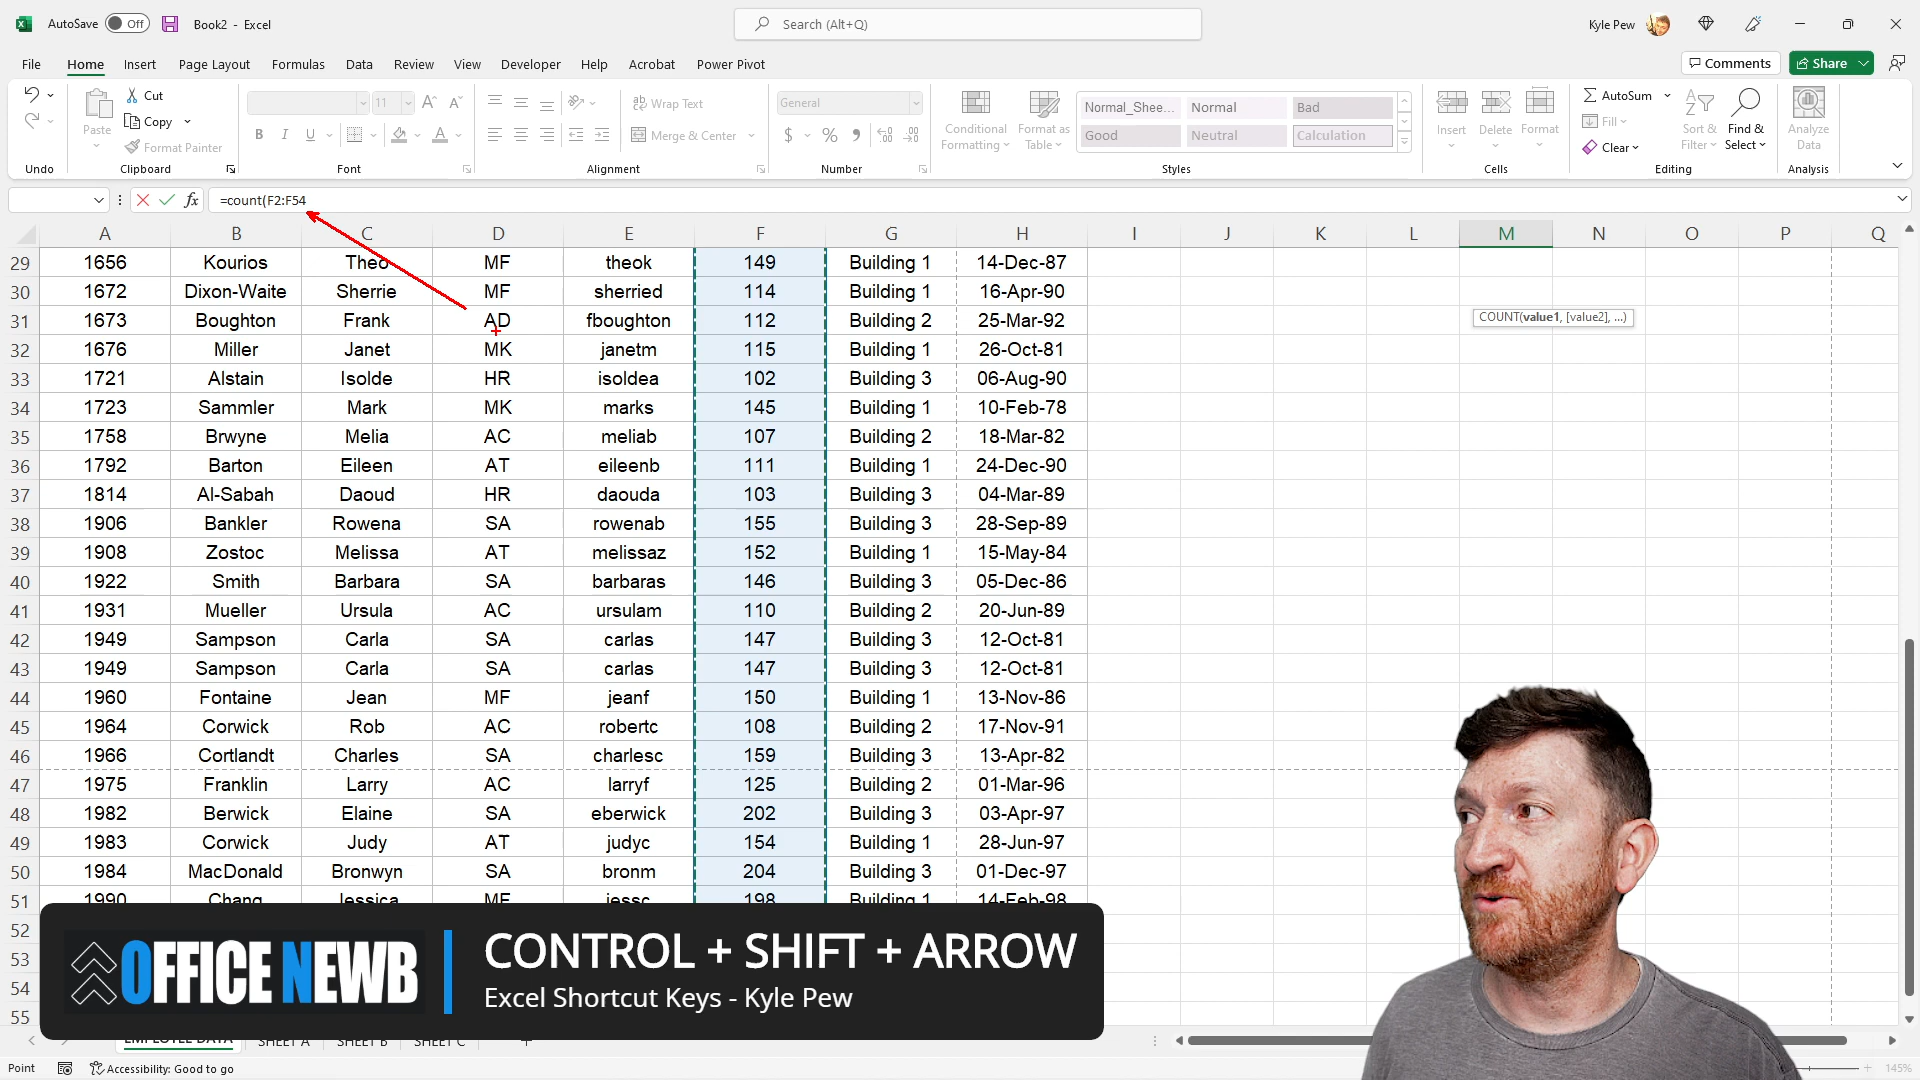 AutoSave Off Book2 - Excel Search (Alt+Q) Kyle Pew
File Home Insert Page Layout Formulas Data Review View Developer Help Acrobat Power Pivot Comments Share
Undo
Paste Cut
Copy
Format Painter
Clipboard
11
B I U
Font
Wrap Text
Merge & Center
Alignment
General
$ % 9
Number
Conditional Formatting
Format as Table
Normal_Shee... Normal Bad
Good Neutral Calculation
Styles
Insert Delete Format
Cells
AutoSum
Fill
Clear
Sort & Filter
Find & Select
Editing
Analyze Data
Analysis
fx =count(F2:F54
A B C D E F G H I J K L M N O P Q
29 1656 Kourios Theo MF theok 149 Building 1 14-Dec-87
30 1672 Dixon-Waite Sherrie MF sherried 114 Building 1 16-Apr-90
31 1673 Boughton Frank AD fboughton 112 Building 2 25-Mar-92
COUNT(value1, [value2], ...)
32 1676 Miller Janet MK janetm 115 Building 1 26-Oct-81
33 1721 Alstain Isolde HR isoldea 102 Building 3 06-Aug-90
34 1723 Sammler Mark MK marks 145 Building 1 10-Feb-78
35 1758 Brwyne Melia AC meliab 107 Building 2 18-Mar-82
36 1792 Barton Eileen AT eileenb 111 Building 1 24-Dec-90
37 1814 Al-Sabah Daoud HR daouda 103 Building 3 04-Mar-89
38 1906 Bankler Rowena SA rowenab 155 Building 3 28-Sep-89
39 1908 Zostoc Melissa AT melissaz 152 Building 1 15-May-84
40 1922 Smith Barbara SA barbaras 146 Building 3 05-Dec-86
41 1931 Mueller Ursula AC ursulam 110 Building 2 20-Jun-89
42 1949 Sampson Carla SA carlas 147 Building 3 12-Oct-81
43 1949 Sampson Carla SA carlas 147 Building 3 12-Oct-81
44 1960 Fontaine Jean MF jeanf 150 Building 1 13-Nov-86
45 1964 Corwick Rob AC robertc 108 Building 2 17-Nov-91
46 1966 Cortlandt Charles SA charlesc 159 Building 3 13-Apr-82
47 1975 Franklin Larry AC larryf 125 Building 2 01-Mar-96
48 1982 Berwick Elaine SA eberwick 202 Building 3 03-Apr-97
49 1983 Corwick Judy AT judyc 154 Building 1 28-Jun-97
50 1984 MacDonald Bronwyn SA bronm 204 Building 3 01-Dec-97
51 1990 Chang Jessica MF jessc 198 Building 1 14-Feb-98
52
53
54
55
OFFICE NEWB
CONTROL + SHIFT + ARROW
Excel Shortcut Keys - Kyle Pew
EMPLOYEE DATA SHEET A SHEET B SHEET C
Point Accessibility: Good to go 145%